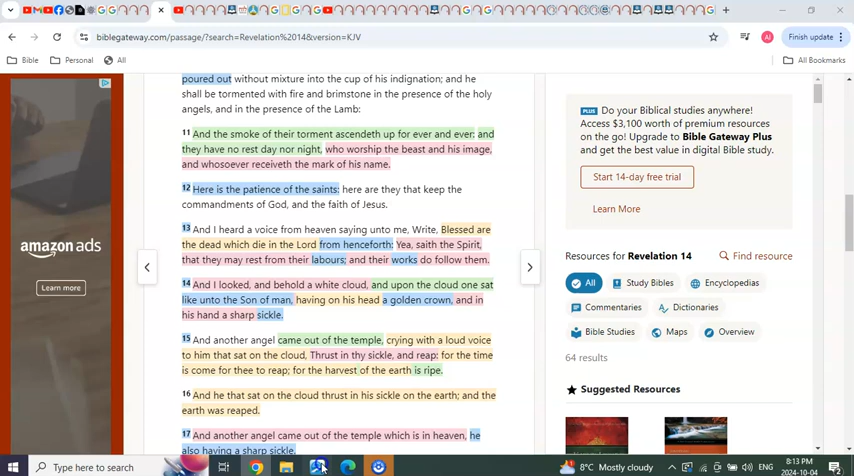 biblegateway.com/passage/?search=Revelation%2014&version=KJV
AI
Finish update
Bible
Personal
All
All Bookmarks
poured out without mixture into the cup of his indignation; and he
shall be tormented with fire and brimstone in the presence of the holy
angels, and in the presence of the Lamb:
11 And the smoke of their torment ascendeth up for ever and ever: and
they have no rest day nor night, who worship the beast and his image,
and whosoever receiveth the mark of his name.
12 Here is the patience of the saints: here are they that keep the
commandments of God, and the faith of Jesus.
13 And I heard a voice from heaven saying unto me, Write, Blessed are
the dead which die in the Lord from henceforth: Yea, saith the Spirit,
that they may rest from their labours; and their works do follow them.
14 And I looked, and behold a white cloud, and upon the cloud one sat
like unto the Son of man, having on his head a golden crown, and in
his hand a sharp sickle.
15 And another angel came out of the temple, crying with a loud voice
to him that sat on the cloud, Thrust in thy sickle, and reap: for the time
is come for thee to reap; for the harvest of the earth is ripe.
16 And he that sat on the cloud thrust in his sickle on the earth; and the
earth was reaped.
17 And another angel came out of the temple which is in heaven, he
also having a sharp sickle.
amazon ads
Learn more
PLUS Do your Biblical studies anywhere!
Access $3,100 worth of premium resources
on the go! Upgrade to Bible Gateway Plus
and get the best value in digital Bible study.
Start 14-day free trial
Learn More
Resources for Revelation 14
Find resource
All
Study Bibles
Encyclopedias
Commentaries
Dictionaries
Bible Studies
Maps
Overview
64 results
Suggested Resources
Type here to search
8°C Mostly cloudy
8:13 PM
2024-10-04